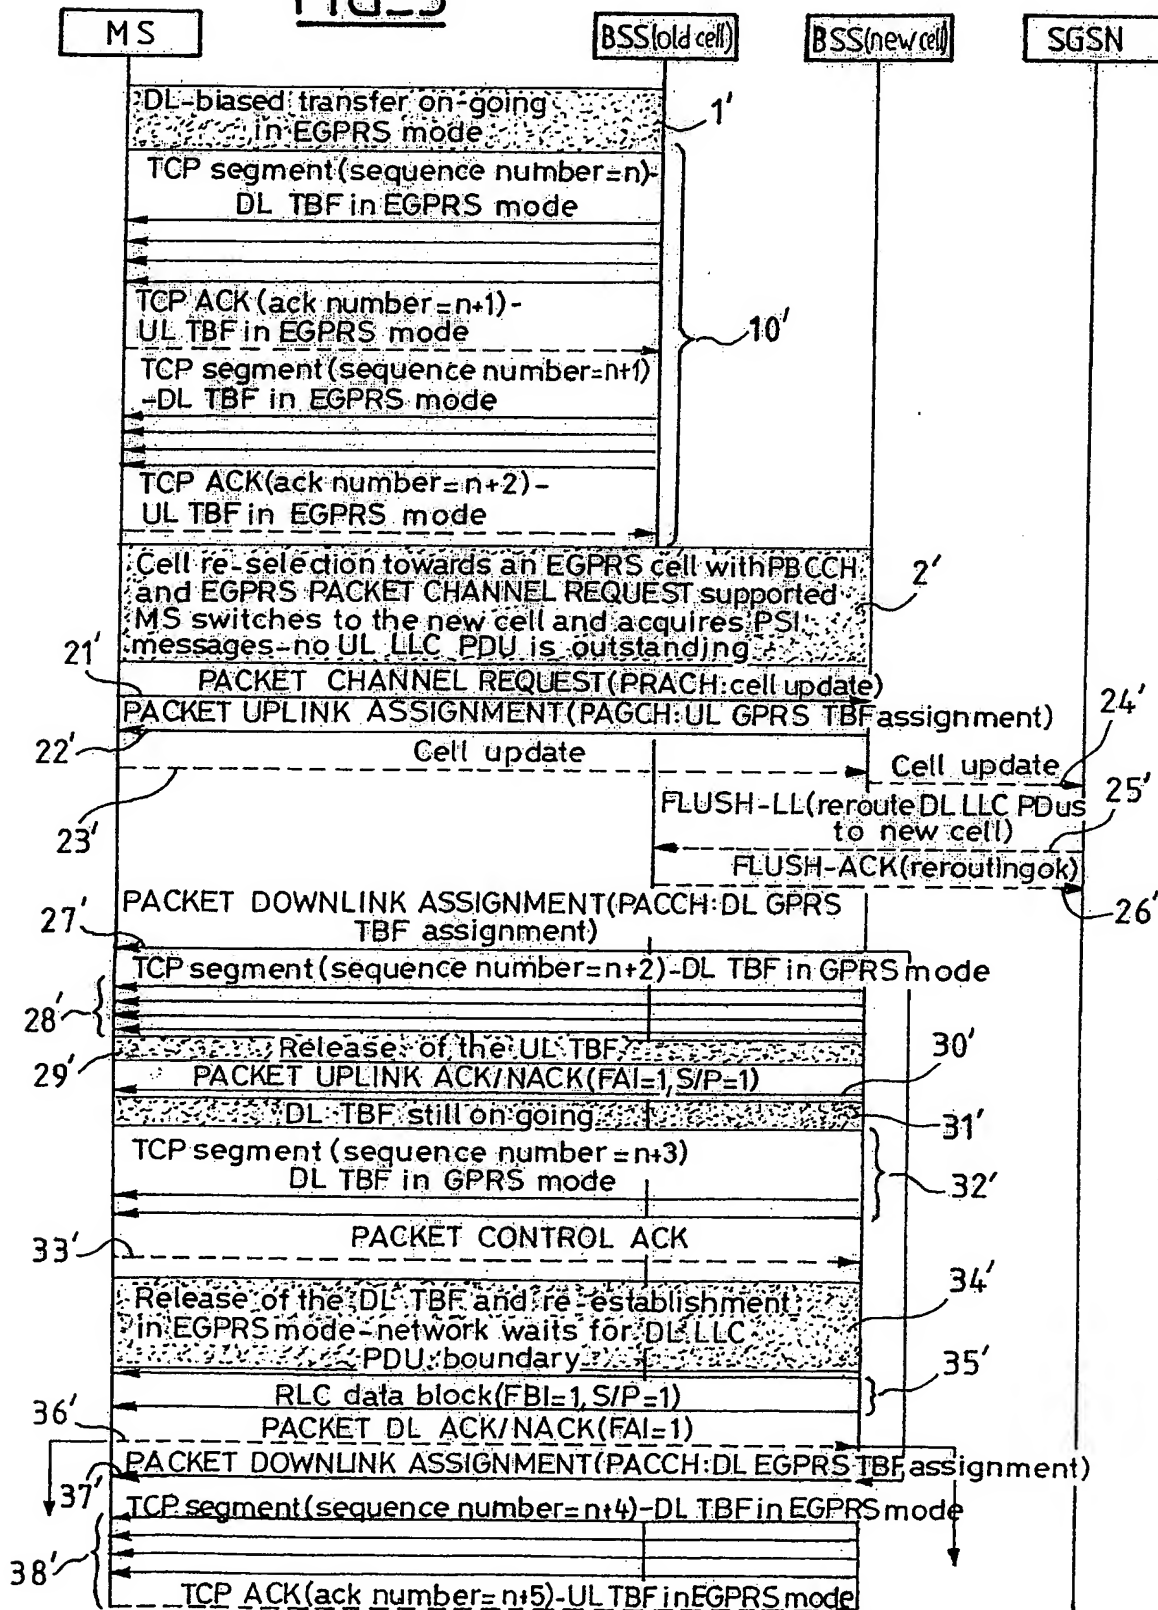 MS
BSS(old cell)
BSS(new cell)
SGSN
DL-biased transfer on-going
in EGPRS mode
1'
TCP segment(sequence number=n)-
DL TBF in EGPRS mode
TCP ACK(ack number=n+1)-
UL TBF in EGPRS mode
10'
TCP segment(sequence number=n+1)
-DL TBF in EGPRS mode
TCP ACK(ack number=n+2)-
UL TBF in EGPRS mode
Cell re-selection towards an EGPRS cell with PBCCH
and EGPRS PACKET CHANNEL REQUEST supported
MS switches to the new cell and acquires PSI
messages-no UL LLC PDU is outstanding
2'
21'
PACKET CHANNEL REQUEST(PRACH:cell update)
PACKET UPLINK ASSIGNMENT(PAGCH:UL GPRS TBF assignment)
22'
24'
Cell update
Cell update
23'
25'
FLUSH-LL(reroute DL LLC PDus
to new cell)
FLUSH-ACK(reroutingok)
26'
PACKET DOWNLINK ASSIGNMENT(PACCH:DL GPRS
TBF assignment)
27'
TCP segment(sequence number=n+2)-DL TBF in GPRS mode
28'
Release of the UL TBF
29'
30'
PACKET UPLINK ACK/NACK(FAI=1,S/P=1)
DL TBF still on going
31'
TCP segment (sequence number=n+3)
DL TBF in GPRS mode
32'
PACKET CONTROL ACK
33'
34'
Release of the DL TBF and re-establishment
in EGPRS mode-network waits for DL LLC
PDU boundary
35'
RLC data block(FBI=1, S/P=1)
36'
PACKET DL ACK/NACK(FAI=1)
PACKET DOWNLINK ASSIGNMENT(PACCH:DL EGPRS TBF assignment)
37'
TCP segment(sequence number=n+4)-DL TBF in EGPRS mode
38'
TCP ACK(ack number=n+5)-UL TBF in EGPRS mode